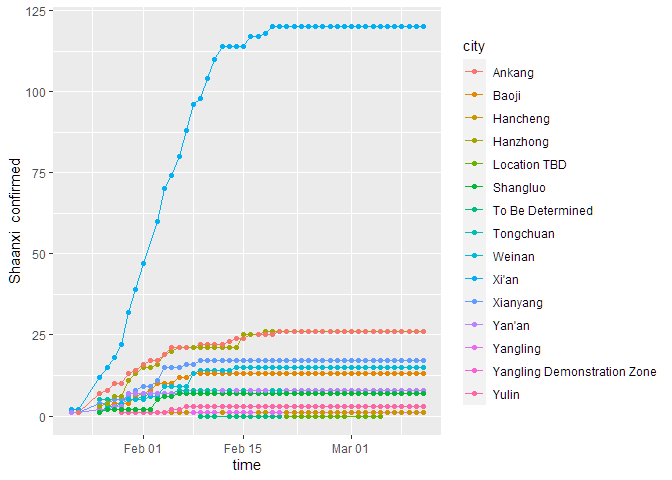 125
100
75
50
25
0
Shaanxi confirmed
Feb 01
Feb 15
Mar 01
time
city
Ankang
Baoji
Hancheng
Hanzhong
Location TBD
Shangluo
To Be Determined
Tongchuan
Weinan
Xi'an
Xianyang
Yan'an
Yangling
Yangling Demonstration Zone
Yulin